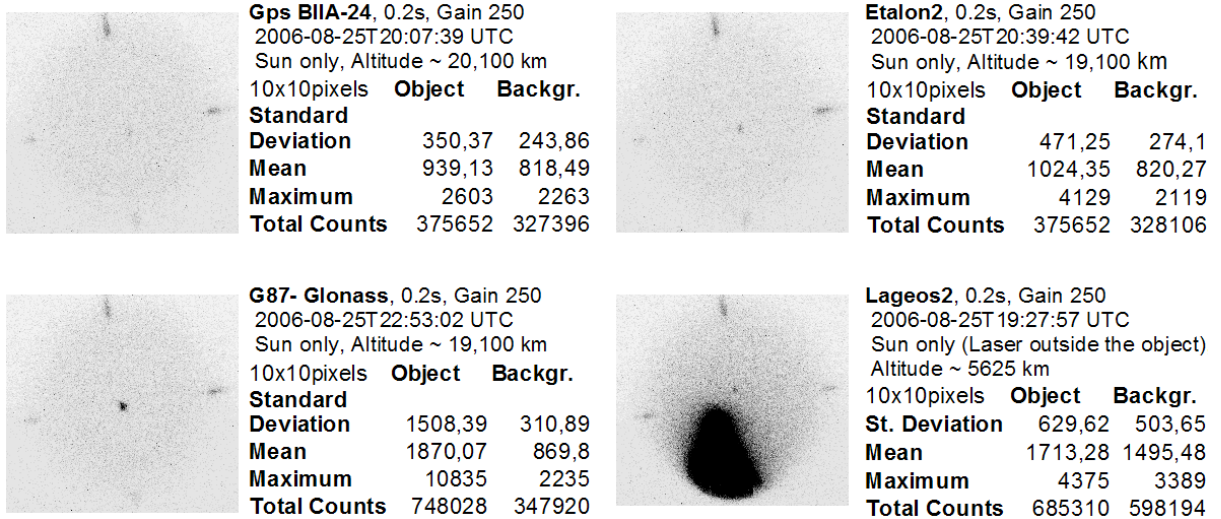 Gps BIIA-24, 0.2s, Gain 250
2006-08-25T20:07:39 UTC
Sun only, Altitude ~ 20,100 km
10x10pixels Object Backgr.
Standard
Deviation 350,37 243,86
Mean 939,13 818,49
Maximum 2603 2263
Total Counts 375652 327396
Etalon2, 0.2s, Gain 250
2006-08-25T20:39:42 UTC
Sun only, Altitude ~ 19,100 km
10x10pixels Object Backgr.
Standard
Deviation 471,25 274,1
Mean 1024,35 820,27
Maximum 4129 2119
Total Counts 375652 328106
G87- Glonass, 0.2s, Gain 250
2006-08-25T22:53:02 UTC
Sun only, Altitude ~ 19,100 km
10x10pixels Object Backgr.
Standard
Deviation 1508,39 310,89
Mean 1870,07 869,8
Maximum 10835 2235
Total Counts 748028 347920
Lageos2, 0.2s, Gain 250
2006-08-25T19:27:57 UTC
Sun only (Laser outside the object)
Altitude ~ 5625 km
10x10pixels Object Backgr.
St. Deviation 629,62 503,65
Mean 1713,28 1495,48
Maximum 4375 3389
Total Counts 685310 598194